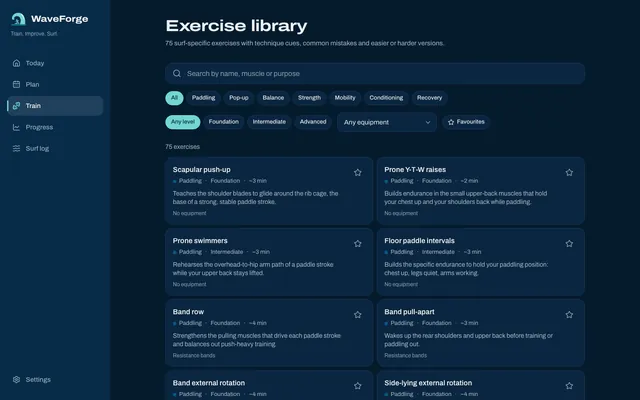 WaveForge
Train. Improve. Surf.
Today
Plan
Train
Progress
Surf log
Settings
Exercise library
75 surf-specific exercises with technique cues, common mistakes and easier or harder versions.
Search by name, muscle or purpose
All Paddling Pop-up Balance Strength Mobility Conditioning Recovery
Any level Foundation Intermediate Advanced Any equipment Favourites
75 exercises
Scapular push-up
Paddling · Foundation · ~3 min
Teaches the shoulder blades to glide around the rib cage, the
base of a strong, stable paddle stroke.
No equipment
Prone Y-T-W raises
Paddling · Foundation · ~2 min
Builds endurance in the small upper-back muscles that hold
your chest up and your shoulders back while paddling.
No equipment
Prone swimmers
Paddling · Intermediate · ~3 min
Rehearses the overhead-to-hip arm path of a paddle stroke
while your upper back stays lifted.
No equipment
Floor paddle intervals
Paddling · Intermediate · ~3 min
Builds the specific endurance to hold your paddling position:
chest up, legs quiet, arms working.
No equipment
Band row
Paddling · Foundation · ~4 min
Strengthens the pulling muscles that drive each paddle stroke
and balances out push-heavy training.
Resistance bands
Band pull-apart
Paddling · Foundation · ~3 min
Wakes up the rear shoulders and upper back before training or
paddling out.
Resistance bands
Band external rotation
Paddling · Foundation · ~4 min
Side-lying external rotation
Paddling · Foundation · ~4 min